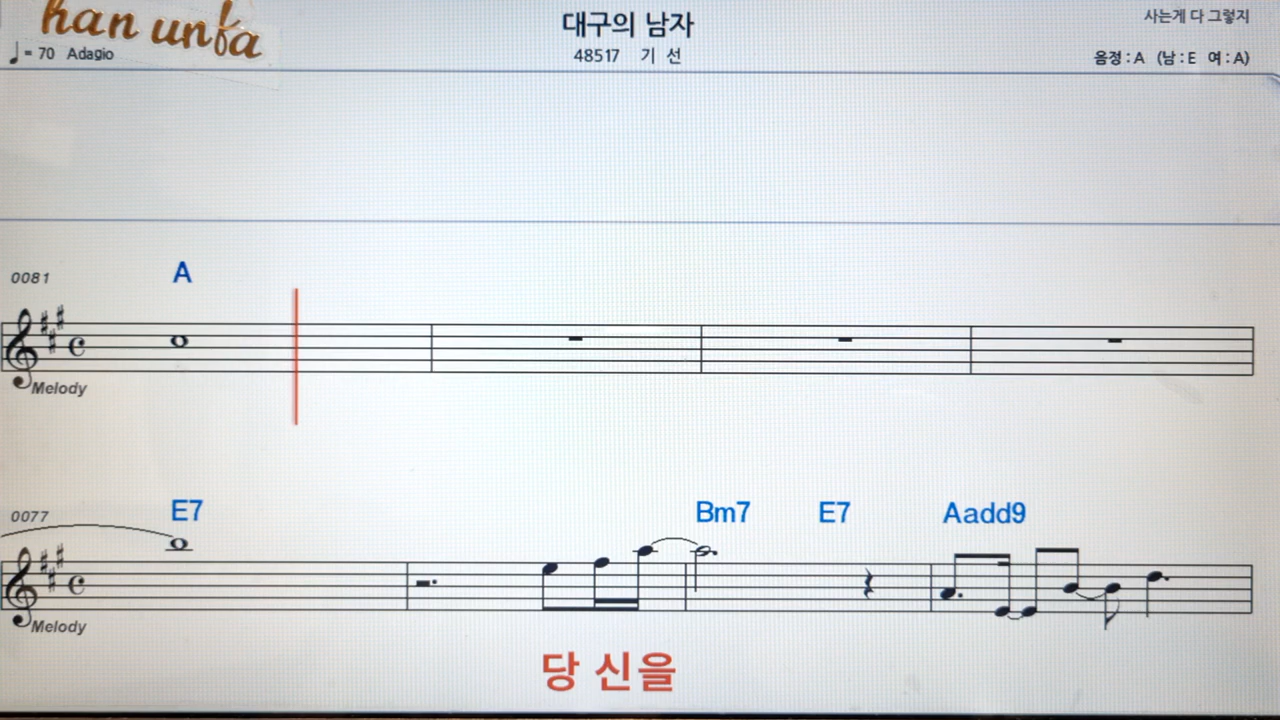 han unfa
대구의 남자
사는게 다 그렇지
♩= 70 Adagio
48517 기 선
음정 : A (남 : E 여 : A)
0081
A
Melody
0077
E7 Bm7 E7 Aadd9
Melody
당 신을